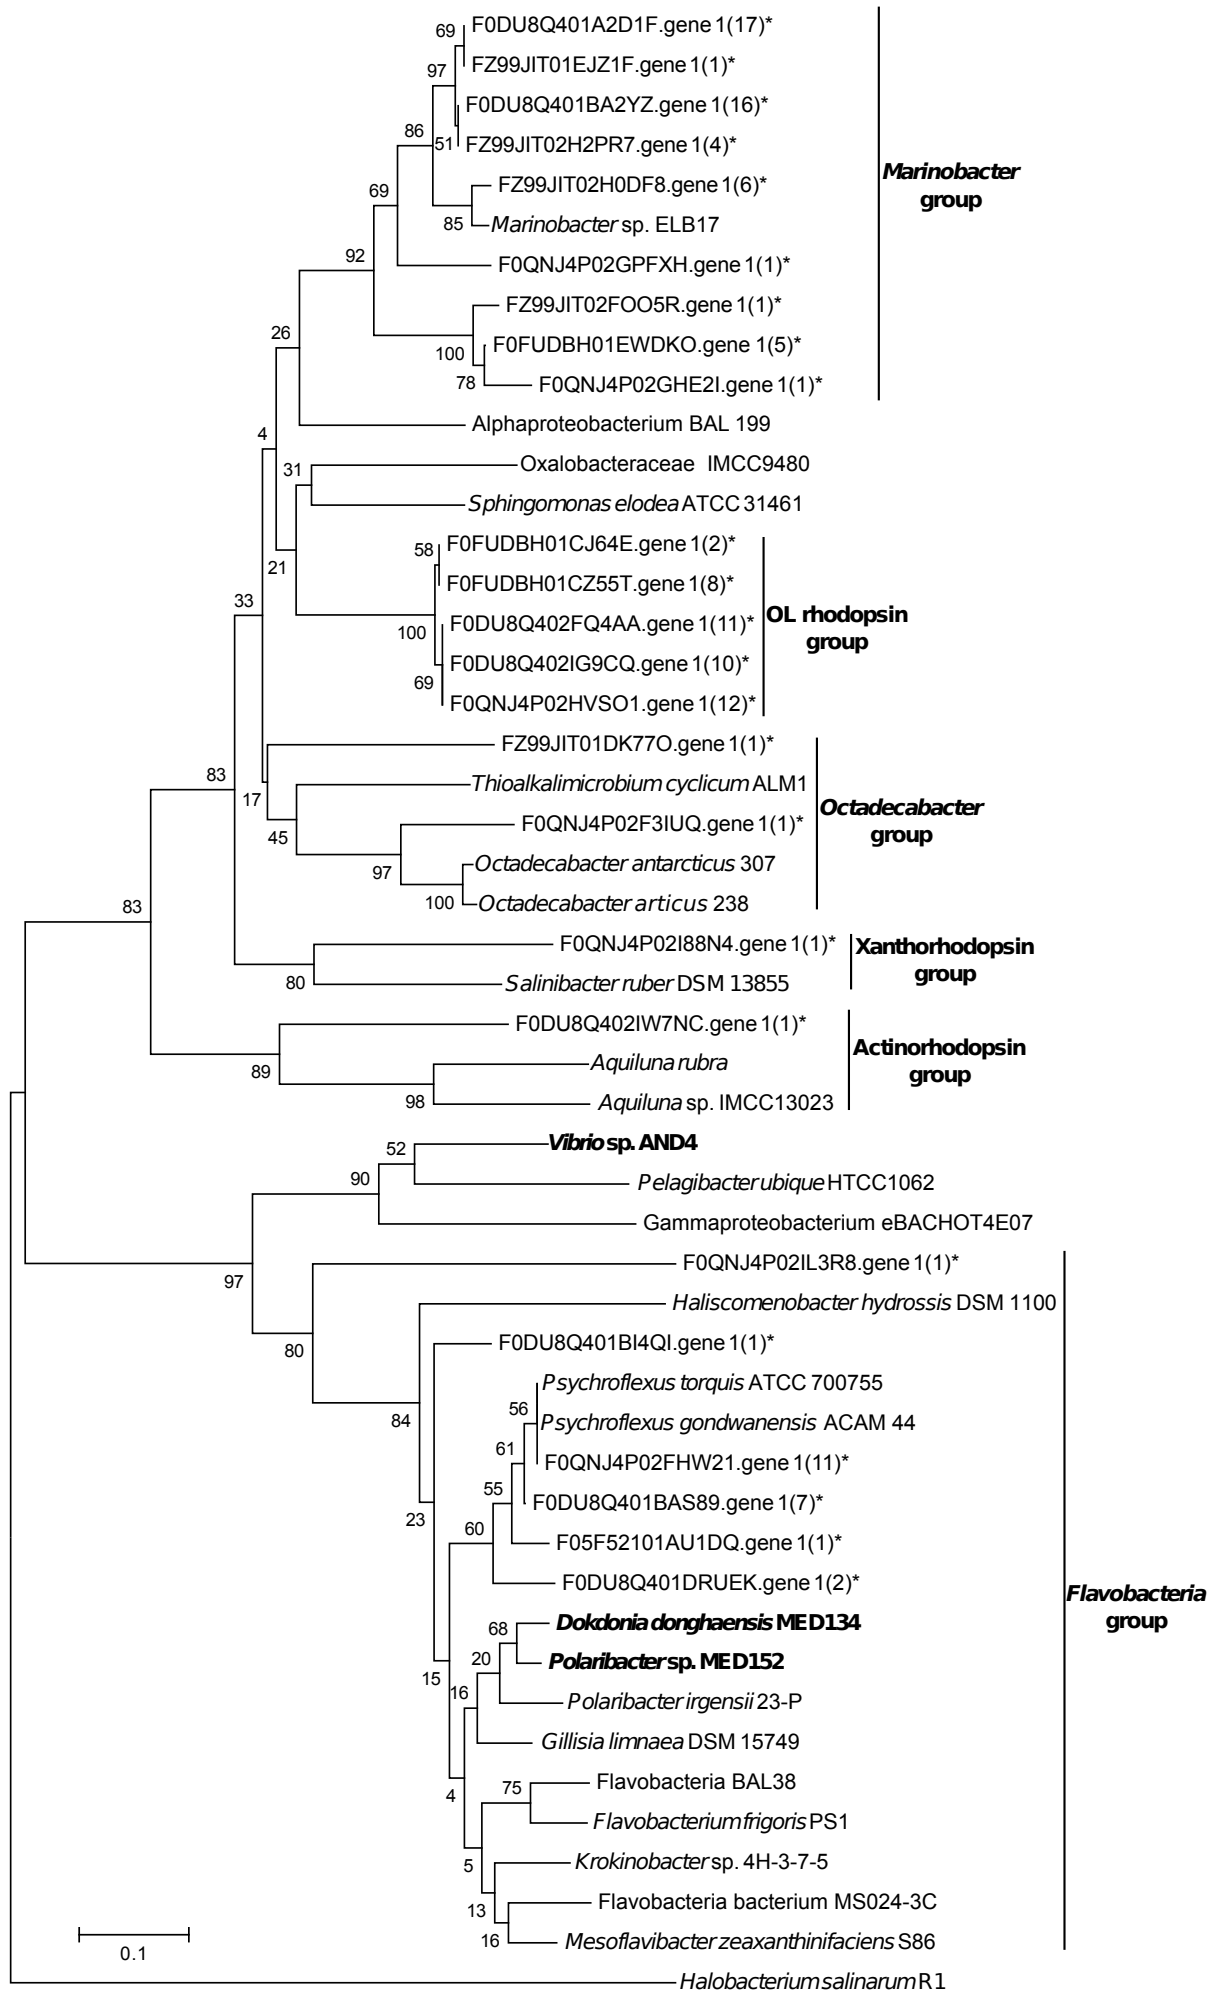 F0DU8Q401A2D1F.gene 1(17)*
69
FZ99JIT01EJZ1F.gene 1(1)*
97
F0DU8Q401BA2YZ.gene 1(16)*
86
51
FZ99JIT02H2PR7.gene 1(4)*
Marinobacter
group
FZ99JIT02H0DF8.gene 1(6)*
69
85
Marinobacter sp. ELB17
92
F0QNJ4P02GPFXH.gene 1(1)*
FZ99JIT02FOO5R.gene 1(1)*
26
F0FUDBH01EWDKO.gene 1(5)*
100
78
F0QNJ4P02GHE2I.gene 1(1)*
Alphaproteobacterium BAL 199
4
Oxalobacteraceae IMCC9480
31
Sphingomonas elodea ATCC 31461
F0FUDBH01CJ64E.gene 1(2)*
58
21
F0FUDBH01CZ55T.gene 1(8)*
33
F0DU8Q402FQ4AA.gene 1(11)*
OL rhodopsin
group
100
F0DU8Q402IG9CQ.gene 1(10)*
69
F0QNJ4P02HVSO1.gene 1(12)*
FZ99JIT01DK77O.gene 1(1)*
83
17
Thioalkalimicrobium cyclicum ALM1
Octadecabacter
group
45
F0QNJ4P02F3IUQ.gene 1(1)*
97
Octadecabacter antarcticus 307
100
Octadecabacter articus 238
83
F0QNJ4P02I88N4.gene 1(1)*
Xanthorhodopsin
group
80
Salinibacter ruber DSM 13855
F0DU8Q402IW7NC.gene 1(1)*
Actinorhodopsin
group
89
Aquiluna rubra
98
Aquiluna sp. IMCC13023
Vibrio sp. AND4
52
90
Pelagibacter ubique HTCC1062
Gammaproteobacterium eBACHOT4E07
F0QNJ4P02IL3R8.gene 1(1)*
97
Haliscomenobacter hydrossis DSM 1100
80
F0DU8Q401BI4QI.gene 1(1)*
Psychroflexus torquis ATCC 700755
56
84
Psychroflexus gondwanensis ACAM 44
61
F0QNJ4P02FHW21.gene 1(11)*
55
F0DU8Q401BAS89.gene 1(7)*
23
60
F05F52101AU1DQ.gene 1(1)*
F0DU8Q401DRUEK.gene 1(2)*
Flavobacteria
group
Dokdonia donghaensis MED134
68
20
Polaribacter sp. MED152
15
16
Polaribacter irgensii 23-P
Gillisia limnaea DSM 15749
75
Flavobacteria BAL38
4
Flavobacterium frigoris PS1
5
Krokinobacter sp. 4H-3-7-5
Flavobacteria bacterium MS024-3C
13
16
Mesoflavibacter zeaxanthinifaciens S86
0.1
Halobacterium salinarum R1